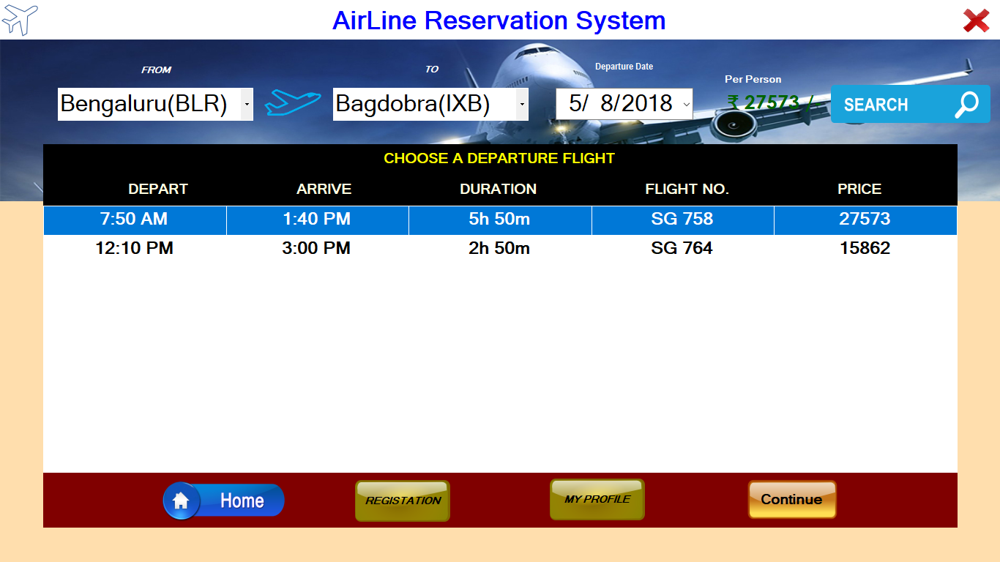 AirLine Reservation System
FROM
TO
Departure Date
Per Person
Bengaluru(BLR)
Bagdobra(IXB)
5/ 8/2018
₹ 27573 /-
SEARCH
CHOOSE A DEPARTURE FLIGHT
DEPART ARRIVE DURATION FLIGHT NO. PRICE
7:50 AM 1:40 PM 5h 50m SG 758 27573
12:10 PM 3:00 PM 2h 50m SG 764 15862
Home
REGISTATION
MY PROFILE
Continue